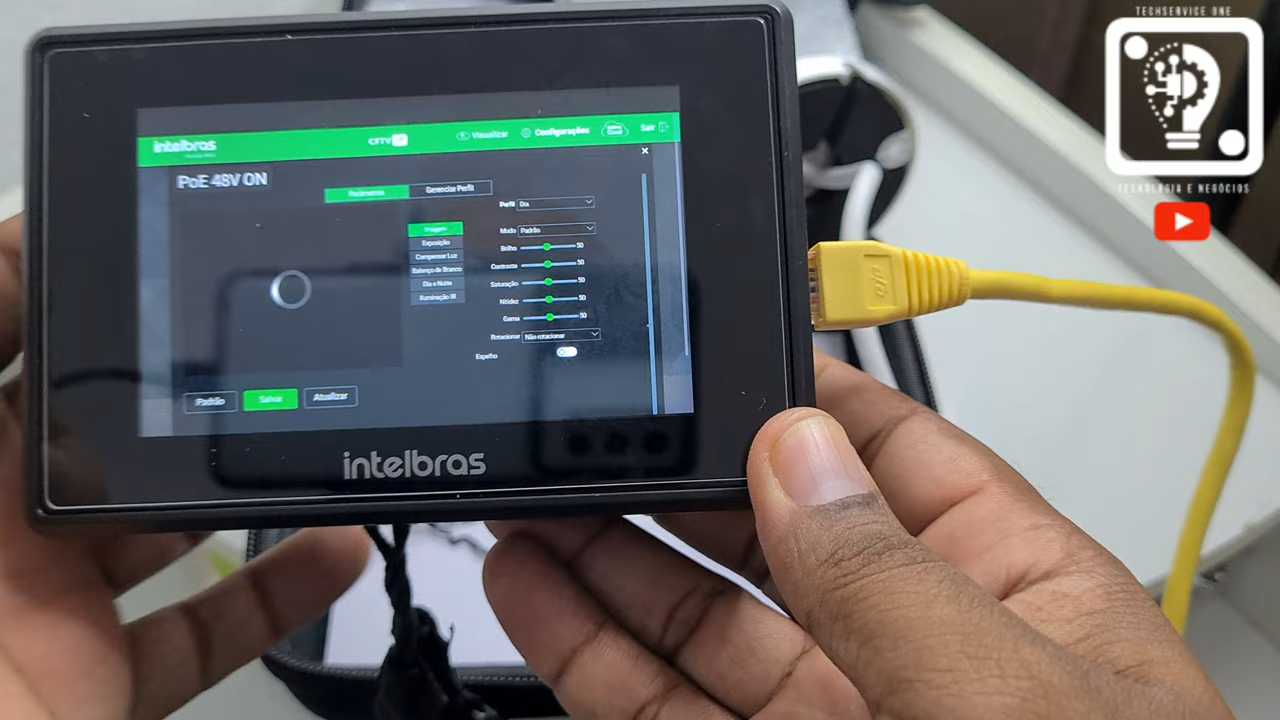 TECHSERVICE ONE
TECNOLOGIA E NEGÓCIOS
intelbras
CFTV IP
Visualizar
Configurações
Sair
PoE 48V ON
Parâmetros
Gerenciar Perfil
Perfil Dia
Imagem
Exposição
Compensar Luz
Balanço de Branco
Dia e Noite
Iluminação IR
Modo Padrão
Brilho 50
Contraste 50
Saturação 50
Nitidez 50
Gama 50
Rotacionar Não rotacionar
Espelho
Padrão
Salvar
Atualizar
intelbras